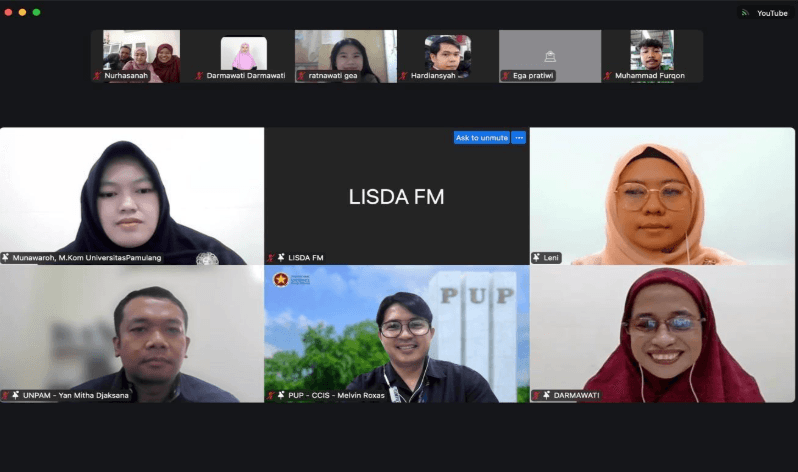 YouTube
Nurhasanah
Darmawati Darmawati
ratnawati gea
Hardiansyah
Ega pratiwi
Muhammad Furqon
Ask to unmute
LISDA FM
Munawaroh, M.Kom UniversitasPamulang
LISDA FM
Leni
PUP
UNPAM - Yan Mitha Djaksana
PUP - CCIS - Melvin Roxas
DARMAWATI